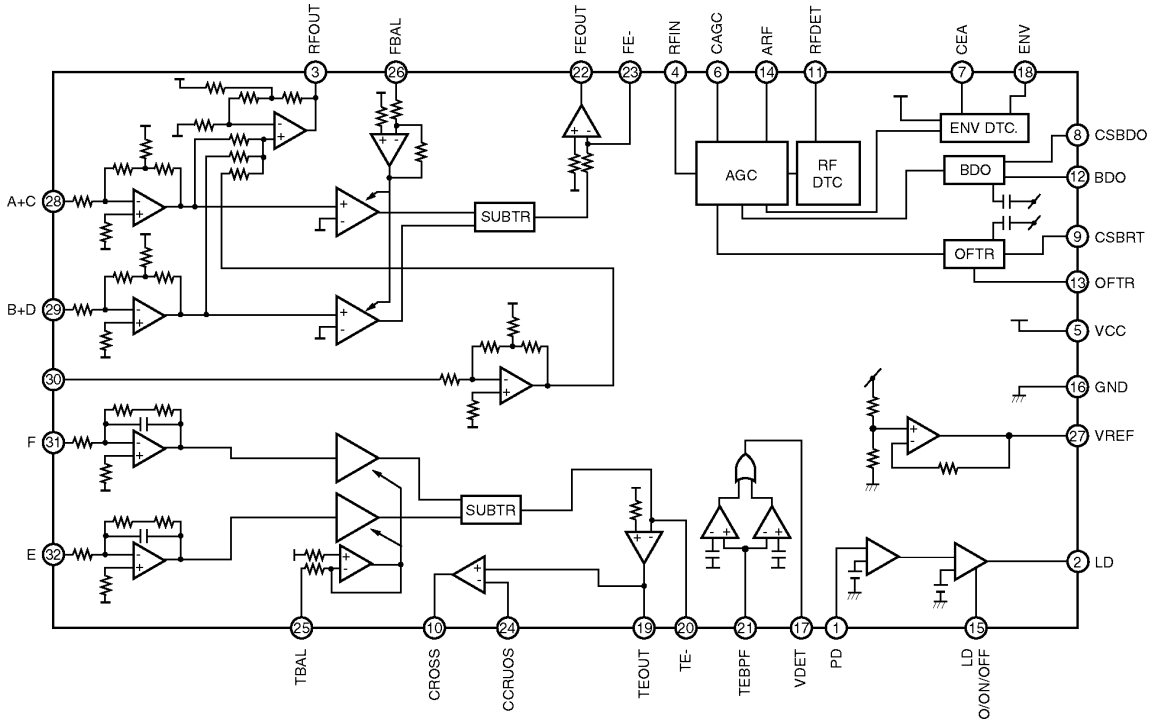 RFOUT
FBAL
FEOUT
FE-
RFIN
CAGC
ARF
RFDET
CEA
ENV
3
26
22
23
4
6
14
11
7
18
-
+
+ -
+ -
ENV DTC.
8 CSBDO
AGC
RF
DTC
BDO
12 BDO
A+C 28
-
+
+
-
SUBTR
9 CSBRT
OFTR
13 OFTR
B+D 29
-
+
+
-
5 VCC
30
-
+
16 GND
F 31
-
+
+
-
27 VREF
SUBTR
E 32
-
+
+ -
- +
- +
+
-
+
-
2 LD
25
10
24
19
20
21
17
1
15
TBAL
CROSS
CCRUOS
TEOUT
TE-
TEBPF
VDET
PD
LD
O/ON/OFF